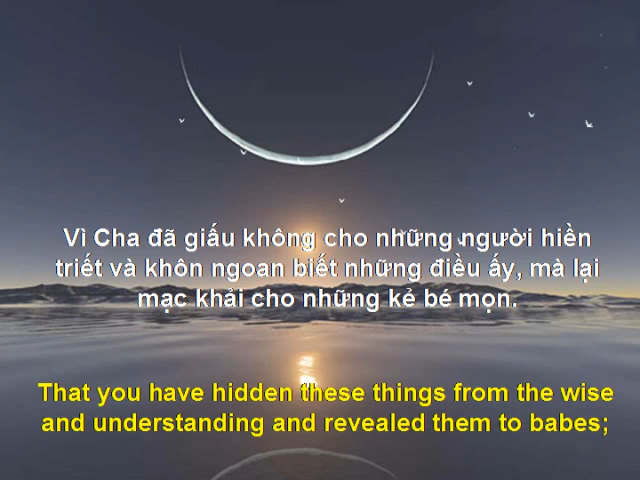 Vì Cha đã giấu không cho những người hiền
triết và khôn ngoan biết những điều ấy, mà lại
mạc khải cho những kẻ bé mọn.
That you have hidden these things from the wise
and understanding and revealed them to babes;